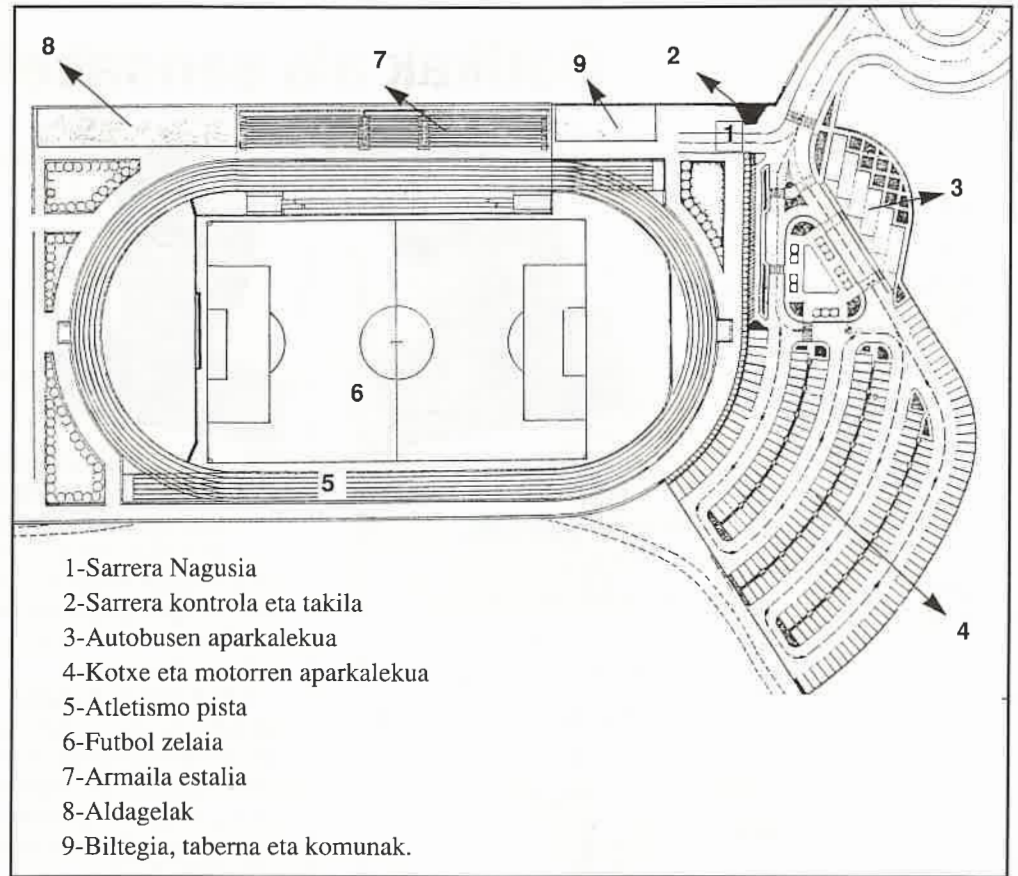 8
7
9
2
1
3
6
5
4
1-Sarrera Nagusia
2-Sarrera kontrola eta takila
3-Autobusen aparkalekua
4-Kotxe eta motorren aparkalekua
5-Atletismo pista
6-Futbol zelaia
7-Armaila estalia
8-Aldagelak
9-Biltegia, taberna eta komunak.